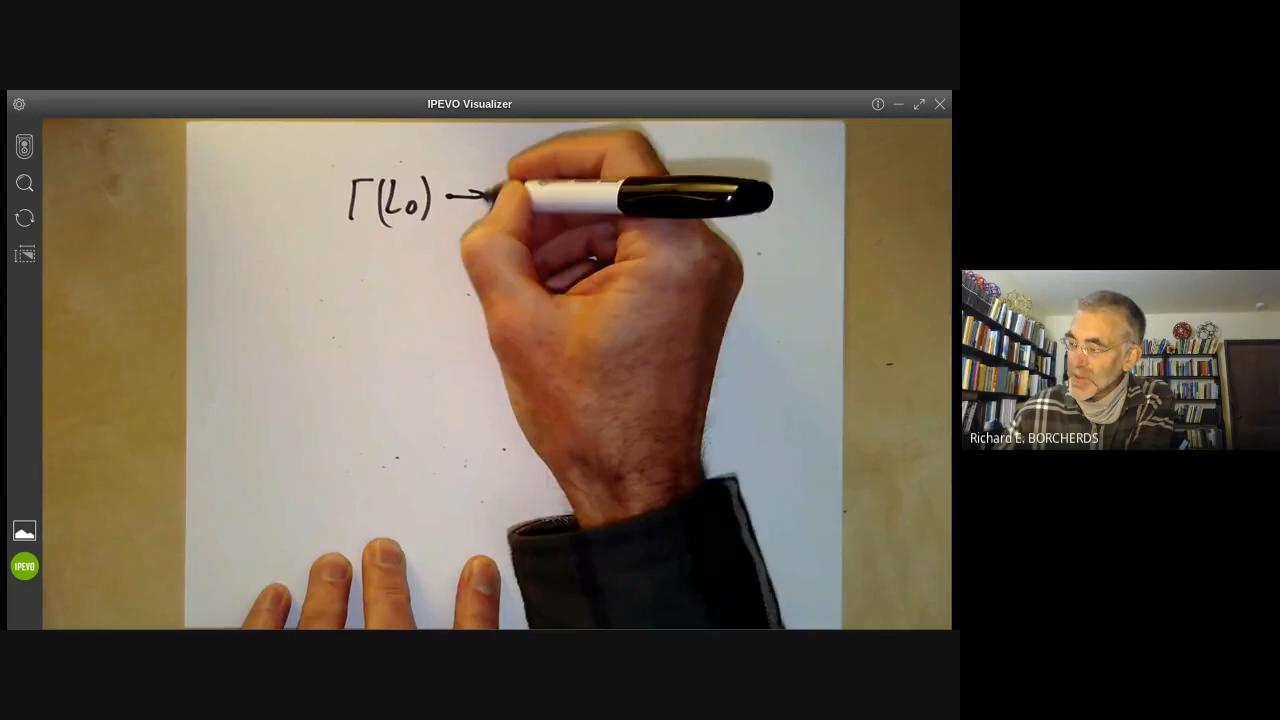 IPEVO Visualizer
Γ(L₀) →
IPEVO
Richard E. BORCHERDS